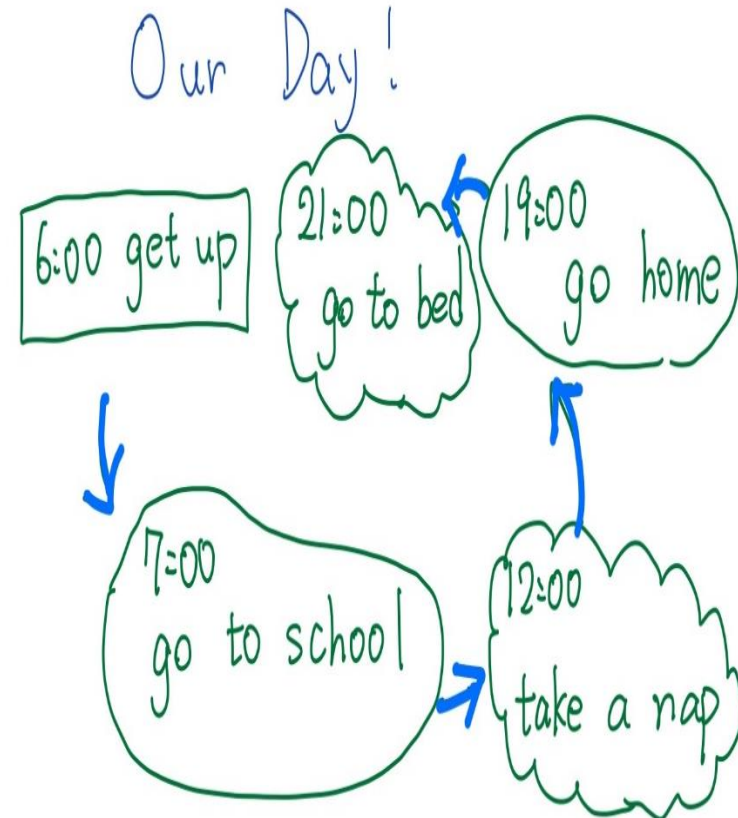 Our Day!
6:00 get up
7:00
go to school
12:00
take a nap
19:00
go home
21:00
go to bed